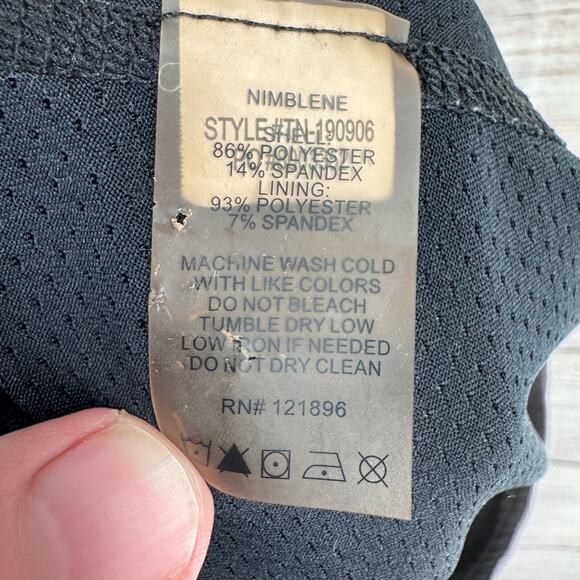 NIMBLENE
STYLE#TN-190906
SHELL:
86% POLYESTER
14% SPANDEX
LINING:
93% POLYESTER
7% SPANDEX
MACHINE WASH COLD
WITH LIKE COLORS
DO NOT BLEACH
TUMBLE DRY LOW
LOW IRON IF NEEDED
DO NOT DRY CLEAN
RN# 121896